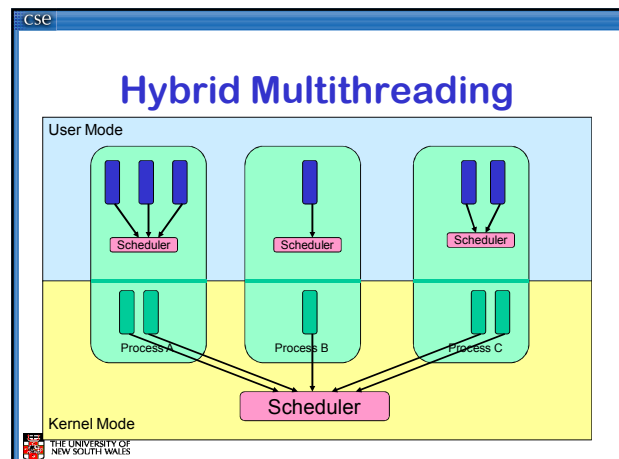 cse
Hybrid Multithreading
User Mode
Scheduler
Scheduler
Scheduler
Process A
Process B
Process C
Scheduler
Kernel Mode
THE UNIVERSITY OF
NEW SOUTH WALES